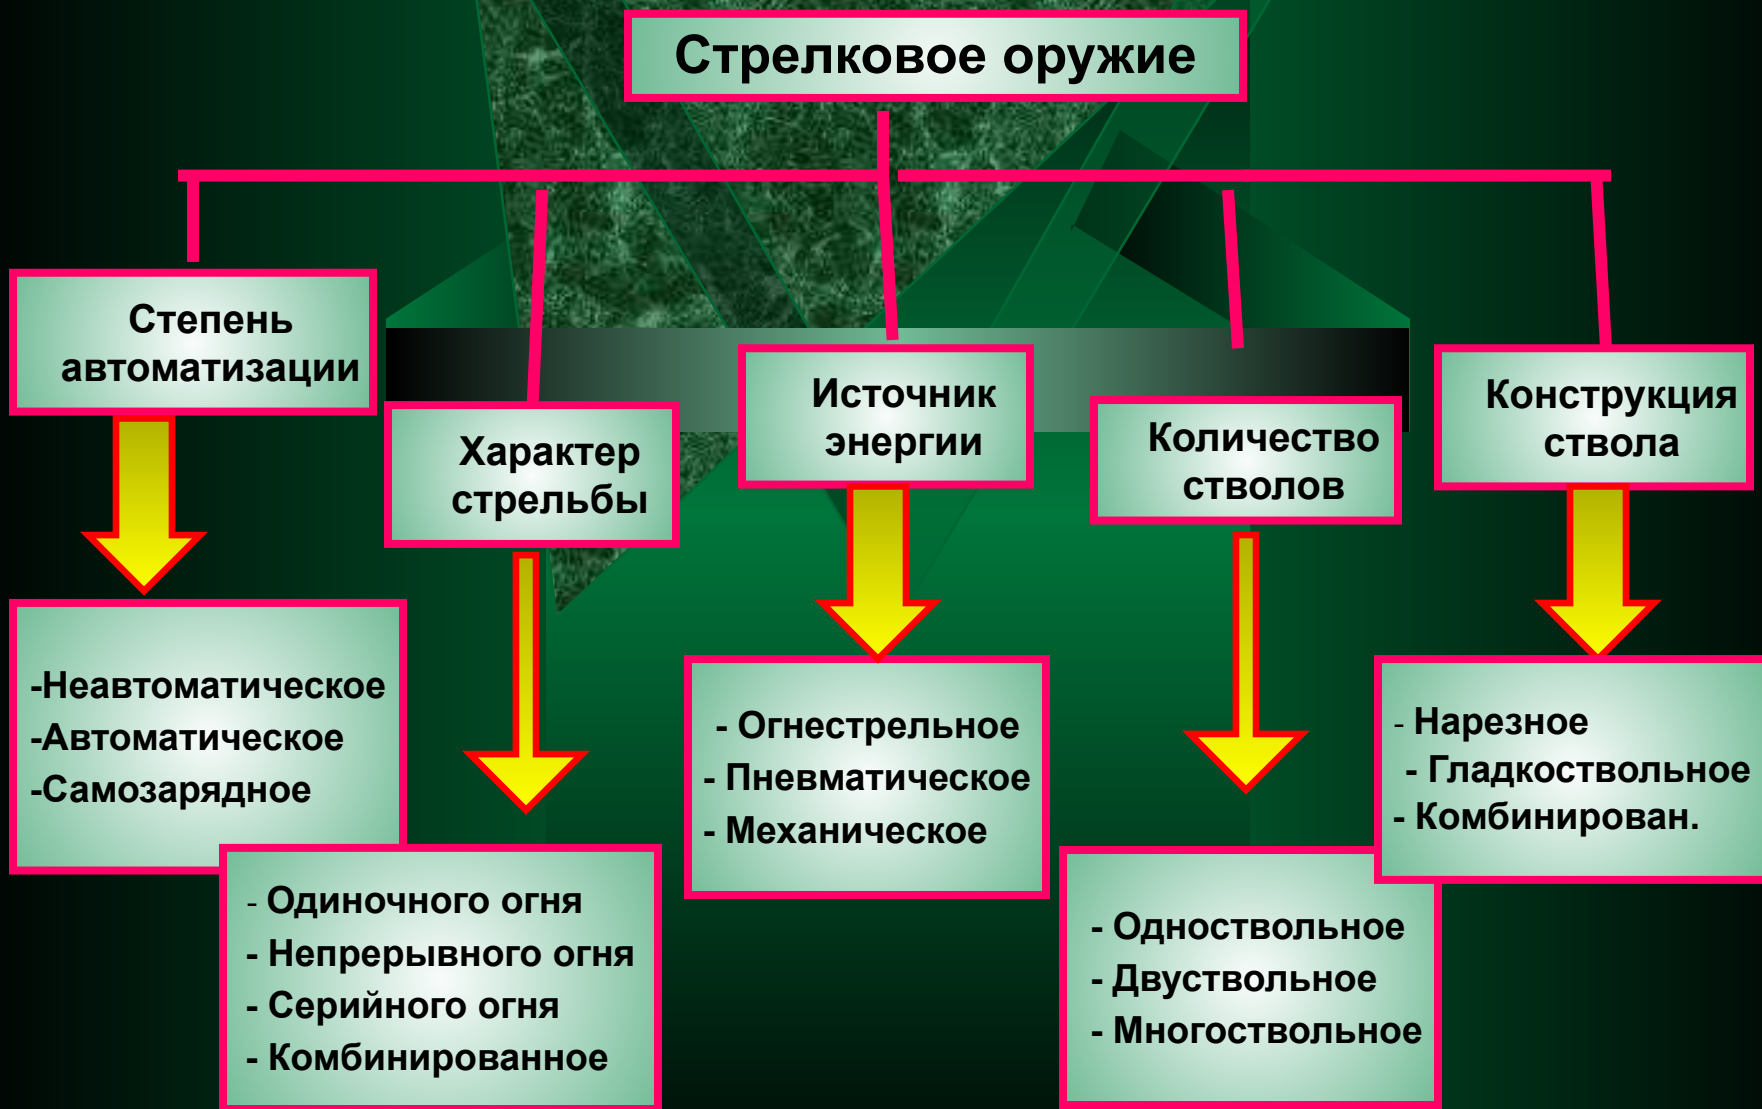 Стрелковое оружие
Степень
автоматизации
Характер
стрельбы
Источник
энергии
Количество
стволов
Конструкция
ствола
-Неавтоматическое
-Автоматическое
-Самозарядное
- Одиночного огня
- Непрерывного огня
- Серийного огня
- Комбинированное
- Огнестрельное
- Пневматическое
- Механическое
- Одноствольное
- Двуствольное
- Многоствольное
- Нарезное
- Гладкоствольное
- Комбинирован.